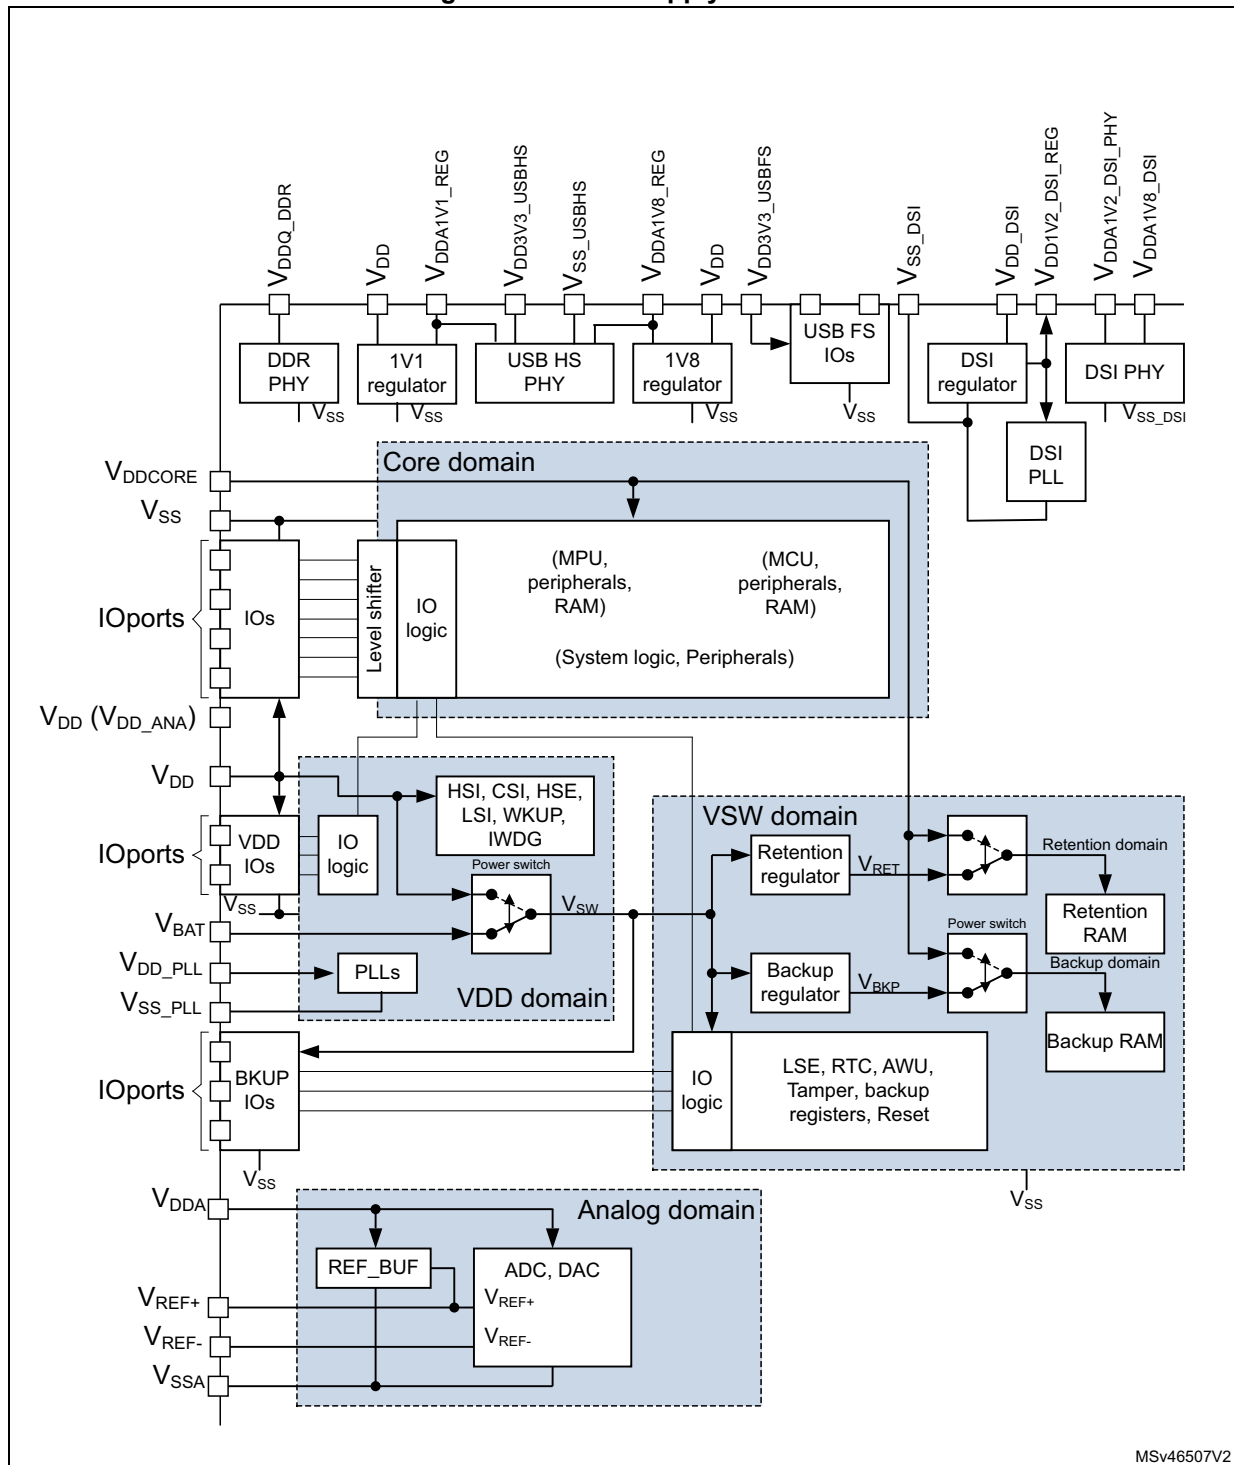 VDDQ_DDR
VDD
VDDA1V1_REG
VDD3V3_USBHS
VSS_USBHS
VDDA1V8_REG
VDD
VDD3V3_USBFS
VSS_DSI
VDD_DSI
VDD1V2_DSI_REG
VDDA1V2_DSI_PHY
VDDA1V8_DSI
DDR
PHY
VSS
1V1
regulator
VSS
USB HS
PHY
1V8
regulator
VSS
USB FS
IOs
VSS
DSI
regulator
DSI PHY
VSS_DSI
DSI
PLL
VDDCORE
VSS
Core domain
IOports
IOs
Level shifter
IO
logic
(MPU,
peripherals,
RAM)
(MCU,
peripherals,
RAM)
(System logic, Peripherals)
VDD (VDD_ANA)
VDD
IOports
VDD
IOs
IO
logic
VSS
HSI, CSI, HSE,
LSI, WKUP,
IWDG
Power switch
VSW
VBAT
VDD_PLL
VSS_PLL
PLLs
VDD domain
VSW domain
Retention
regulator
VRET
Retention domain
Retention
RAM
Power switch
Backup
regulator
VBKP
Backup domain
Backup RAM
IOports
BKUP
IOs
VSS
IO
logic
LSE, RTC, AWU,
Tamper, backup
registers, Reset
VSS
VDDA
Analog domain
REF_BUF
ADC, DAC
VREF+
VREF+
VREF-
VREF-
VSSA
MSv46507V2